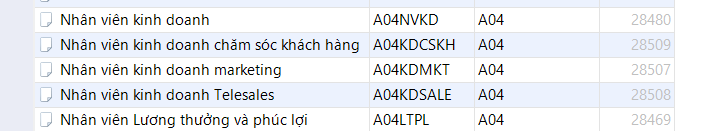 Nhân viên kinh doanh A04NVKD A04 28480
Nhân viên kinh doanh chăm sóc khách hàng A04KDCSKH A04 28509
Nhân viên kinh doanh marketing A04KDMKT A04 28507
Nhân viên kinh doanh Telesales A04KDSALE A04 28508
Nhân viên Lương thưởng và phúc lợi A04LTPL A04 28469